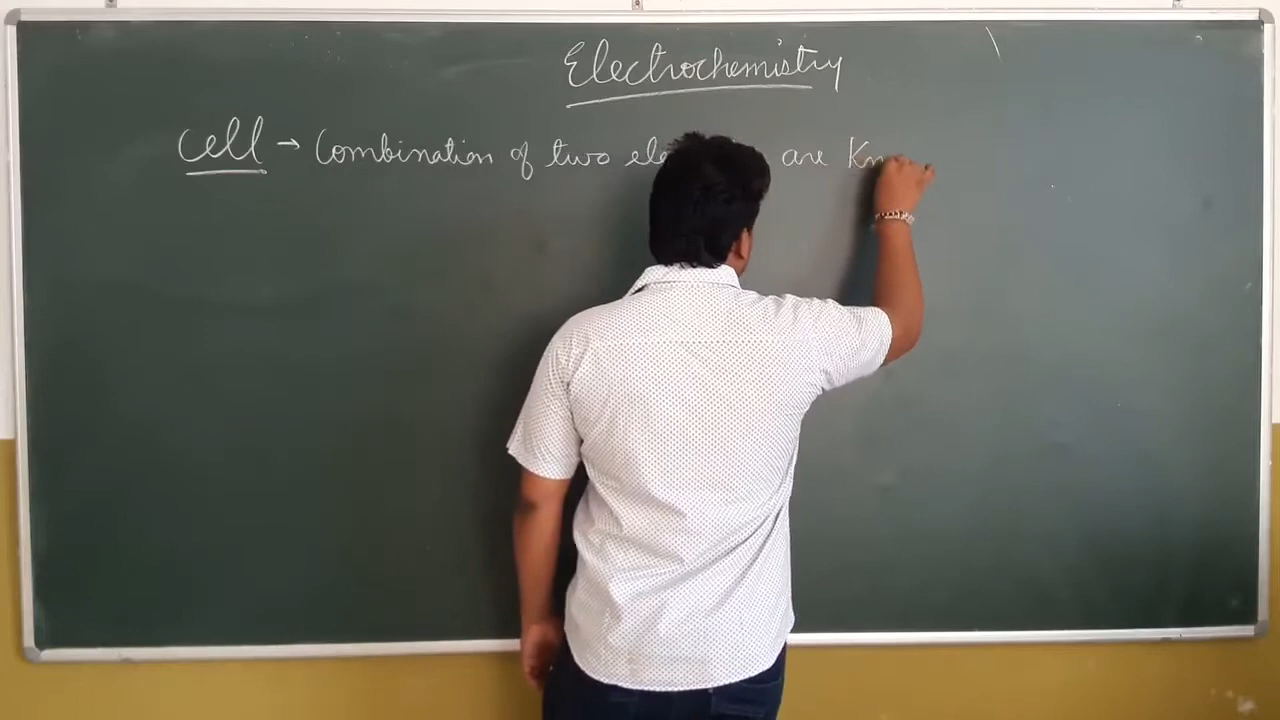 Electrochemistry
Cell → Combination of two are